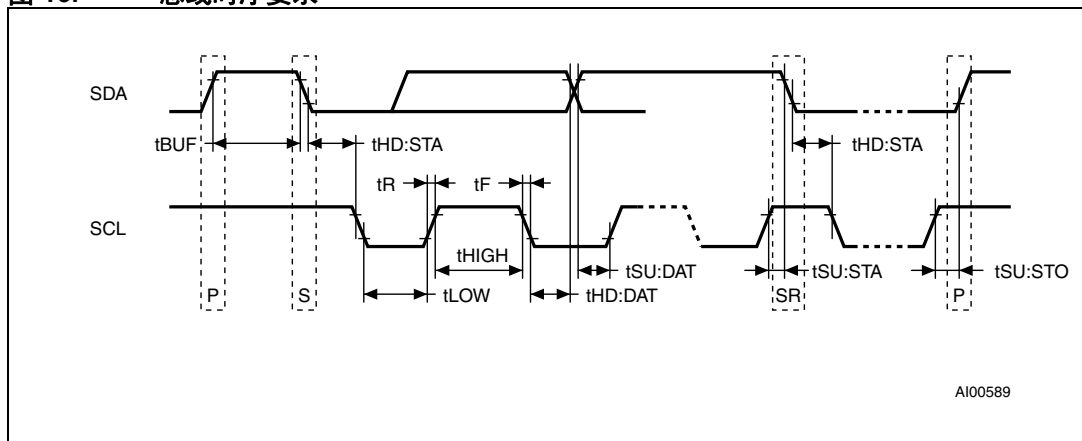 SDA
tBUF
tHD:STA
tHD:STA
tR
tF
SCL
tHIGH
tSU:DAT
tSU:STA
tSU:STO
tLOW
tHD:DAT
P
S
SR
P
AI00589